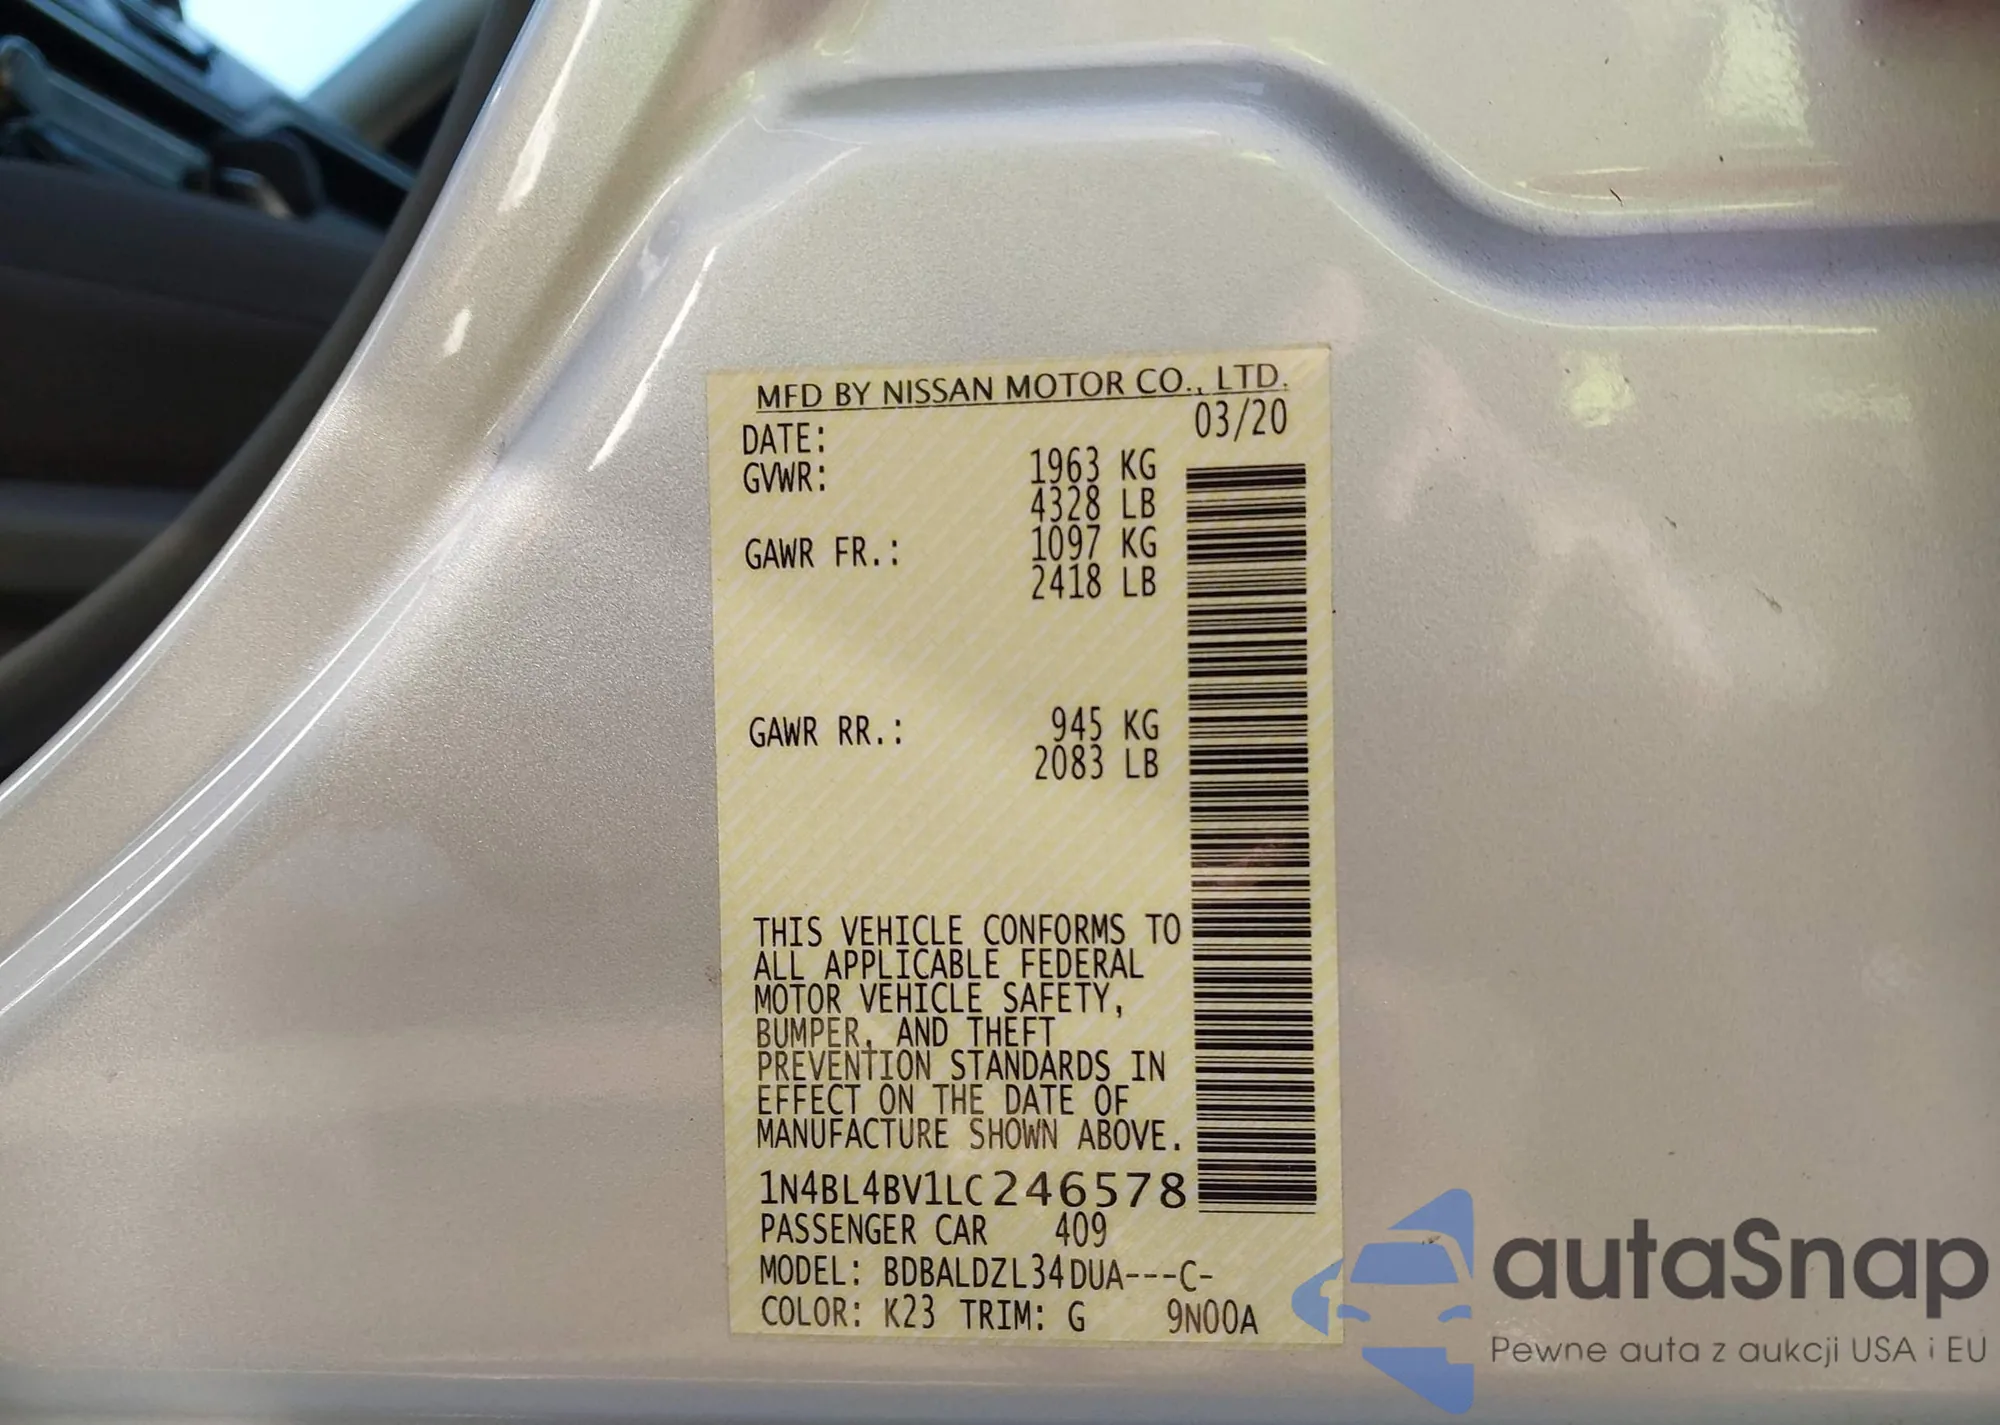 MFD BY NISSAN MOTOR CO., LTD.
DATE: 03/20
GVWR: 1963 KG
4328 LB
GAWR FR.: 1097 KG
2418 LB
GAWR RR.: 945 KG
2083 LB
THIS VEHICLE CONFORMS TO
ALL APPLICABLE FEDERAL
MOTOR VEHICLE SAFETY,
BUMPER, AND THEFT
PREVENTION STANDARDS IN
EFFECT ON THE DATE OF
MANUFACTURE SHOWN ABOVE.
1N4BL4BV1LC246578
PASSENGER CAR 409
MODEL: BDBALDZL34DUA---C-
COLOR: K23 TRIM: G 9N00A
autaSnap
Pewne auta z aukcji USA i EU